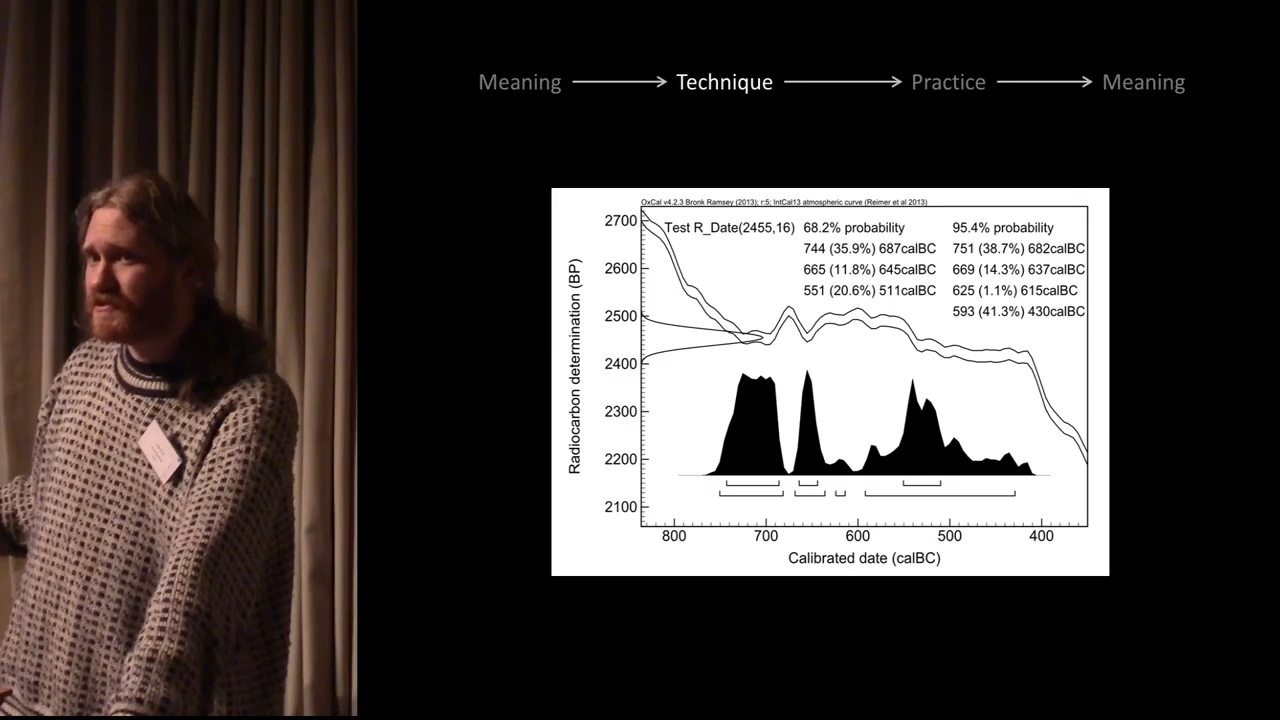 Meaning Technique Practice Meaning
OxCal v4.2.3 Bronk Ramsey (2013); r:5; IntCal13 atmospheric curve (Reimer et al 2013)
Test R_Date(2455,16) 68.2% probability 95.4% probability
744 (35.9%) 687calBC 751 (38.7%) 682calBC
665 (11.8%) 645calBC 669 (14.3%) 637calBC
551 (20.6%) 511calBC 625 (1.1%) 615calBC
593 (41.3%) 430calBC
Radiocarbon determination (BP)
2700
2600
2500
2400
2300
2200
2100
800 700 600 500 400
Calibrated date (calBC)